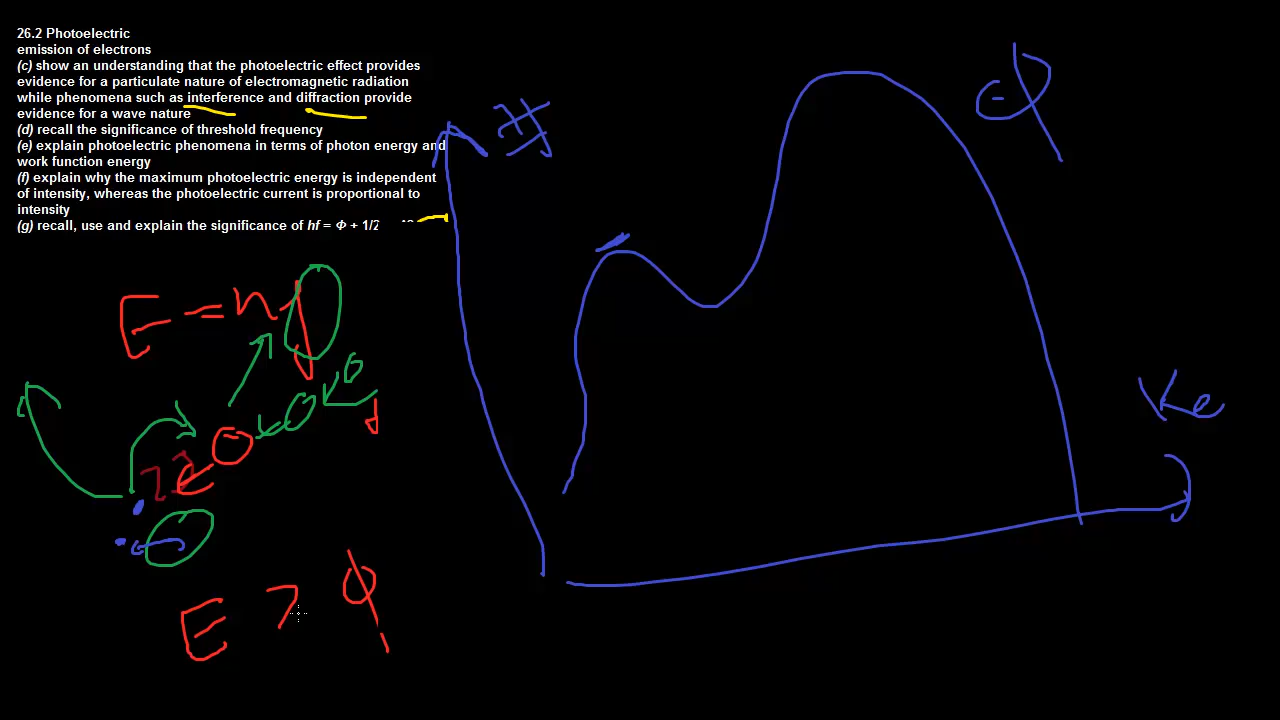 26.2 Photoelectric
emission of electrons
(c) show an understanding that the photoelectric effect provides
evidence for a particulate nature of electromagnetic radiation
while phenomena such as interference and diffraction provide
evidence for a wave nature
(d) recall the significance of threshold frequency
(e) explain photoelectric phenomena in terms of photon energy and
work function energy
(f) explain why the maximum photoelectric energy is independent
of intensity, whereas the photoelectric current is proportional to
intensity
(g) recall, use and explain the significance of hf = Φ + 1/2
E = h f
Ke
E > ϕ